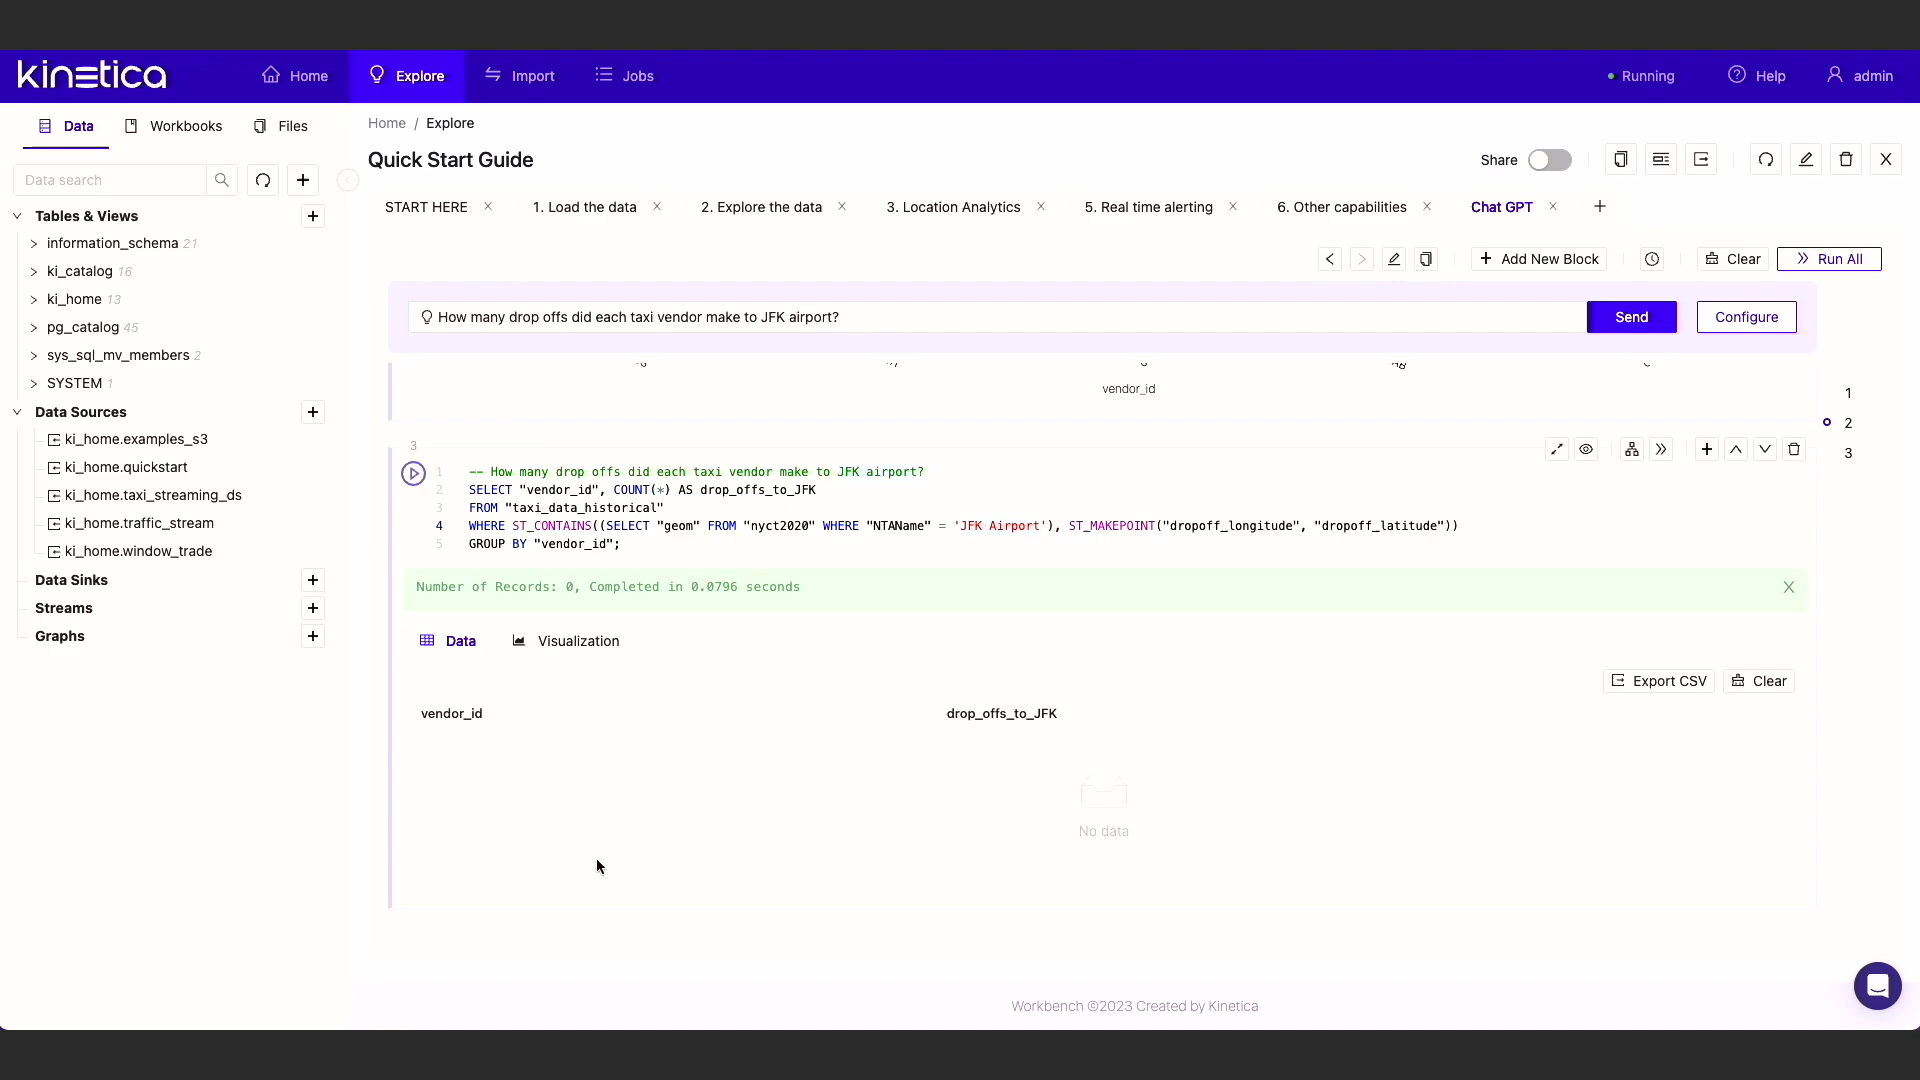 kinetica
Home
Explore
Import
Jobs
Running
Help
admin
Data
Workbooks
Files
Home / Explore
Quick Start Guide
Share
Data search
START HERE
1. Load the data
2. Explore the data
3. Location Analytics
5. Real time alerting
6. Other capabilities
Chat GPT
Tables & Views
information_schema 21
ki_catalog 16
ki_home 13
pg_catalog 45
sys_sql_mv_members 2
SYSTEM 1
Data Sources
ki_home.examples_s3
ki_home.quickstart
ki_home.taxi_streaming_ds
ki_home.traffic_stream
ki_home.window_trade
Data Sinks
Streams
Graphs
Add New Block
Clear
Run All
How many drop offs did each taxi vendor make to JFK airport?
Send
Configure
vendor_id
1
2
3
3
1 -- How many drop offs did each taxi vendor make to JFK airport?
2 SELECT "vendor_id", COUNT(*) AS drop_offs_to_JFK
3 FROM "taxi_data_historical"
4 WHERE ST_CONTAINS((SELECT "geom" FROM "nyct2020" WHERE "NTAName" = 'JFK Airport'), ST_MAKEPOINT("dropoff_longitude", "dropoff_latitude"))
5 GROUP BY "vendor_id";
Number of Records: 0, Completed in 0.0796 seconds
Data
Visualization
Export CSV
Clear
vendor_id
drop_offs_to_JFK
No data
Workbench ©2023 Created by Kinetica